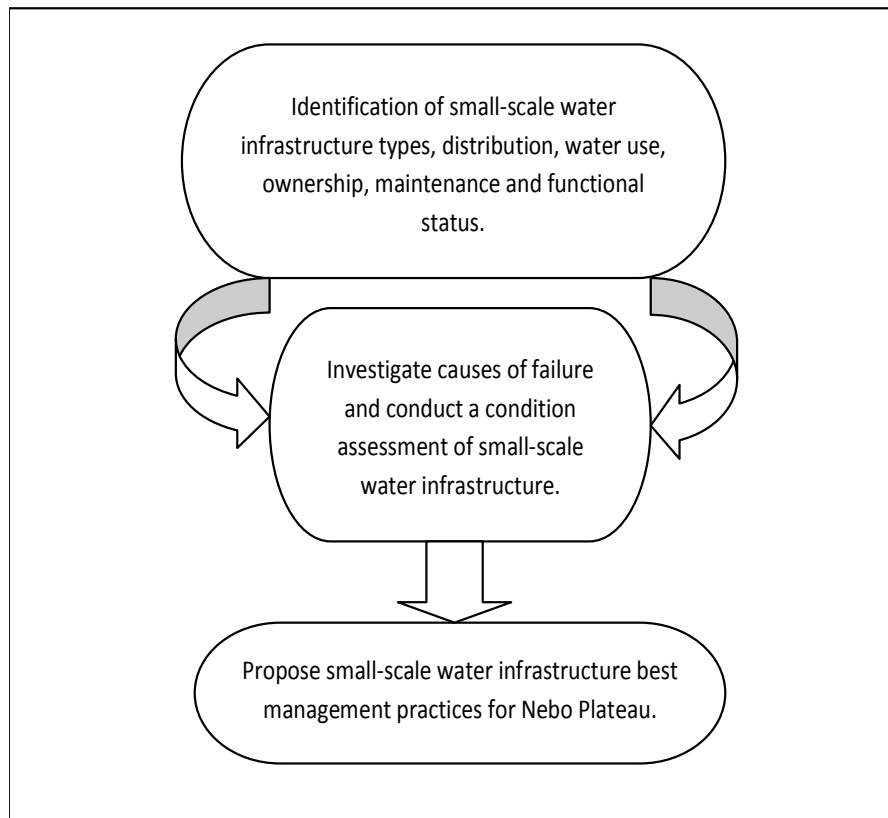 Identification of small-scale water
infrastructure types, distribution, water use,
ownership, maintenance and functional
status.
Investigate causes of failure
and conduct a condition
assessment of small-scale
water infrastructure.
Propose small-scale water infrastructure best
management practices for Nebo Plateau.